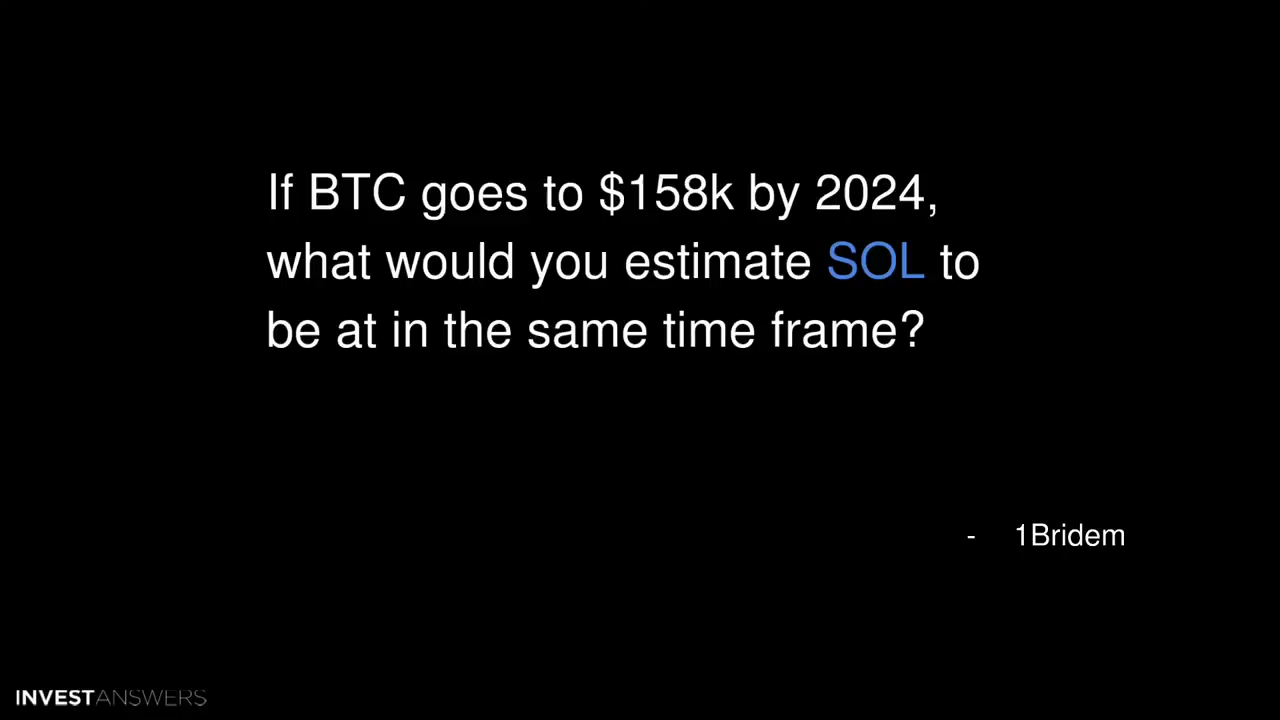 If BTC goes to $158k by 2024,
what would you estimate SOL to
be at in the same time frame?
- 1Bridem
INVESTANSWERS